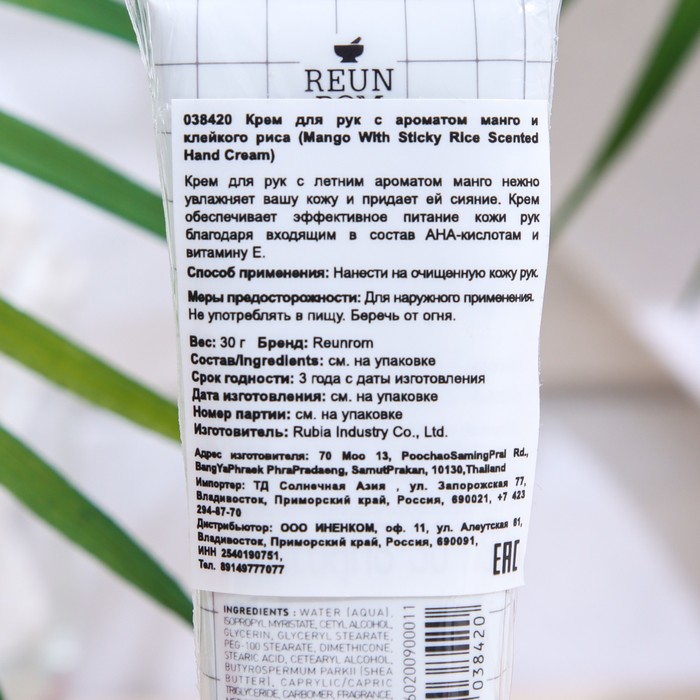 REUN
ROM
038420 Крем для рук с ароматом манго и
клейкого риса (Mango With Sticky Rice Scented
Hand Cream)
Крем для рук с летним ароматом манго нежно
увлажняет вашу кожу и придает ей сияние. Крем
обеспечивает эффективное питание кожи рук
благодаря входящим в состав АНА-кислотам и
витамину Е.
Способ применения: Нанести на очищенную кожу рук.
Меры предосторожности: Для наружного применения.
Не употреблять в пищу. Беречь от огня.
Вес: 30 г Бренд: Reunrom
Состав/Ingredients: см. на упаковке
Срок годности: 3 года с даты изготовления
Дата изготовления: см. на упаковке
Номер партии: см. на упаковке
Изготовитель: Rubia Industry Co., Ltd.
Адрес изготовителя: 70 Moo 13, PoochaoSamingPrai Rd.,
BangYaPhraek PhraPradaeng, SamutPrakan, 10130,Thailand
Импортер: ТД Солнечная Азия , ул. Запорожская 77,
Владивосток, Приморский край, Россия, 690021, +7 423
294-87-70
Дистрибьютор: ООО ИНЕНКОМ, оф. 11, ул. Алеутская 61,
Владивосток, Приморский край, Россия, 690091,
ИНН 2540190751,
Тел. 89149777077
EAC
INGREDIENTS : WATER (AQUA),
ISOPROPYL MYRISTATE, CETYL ALCOHOL,
GLYCERIN, GLYCERYL STEARATE,
PEG-100 STEARATE, DIMETHICONE,
STEARIC ACID, CETEARYL ALCOHOL,
BUTYROSPERMUM PARKII (SHEA
BUTTER), CAPRYLIC/CAPRIC
TRIGLYCERIDE, CARBOMER, FRAGRANCE,
60200900011
038420